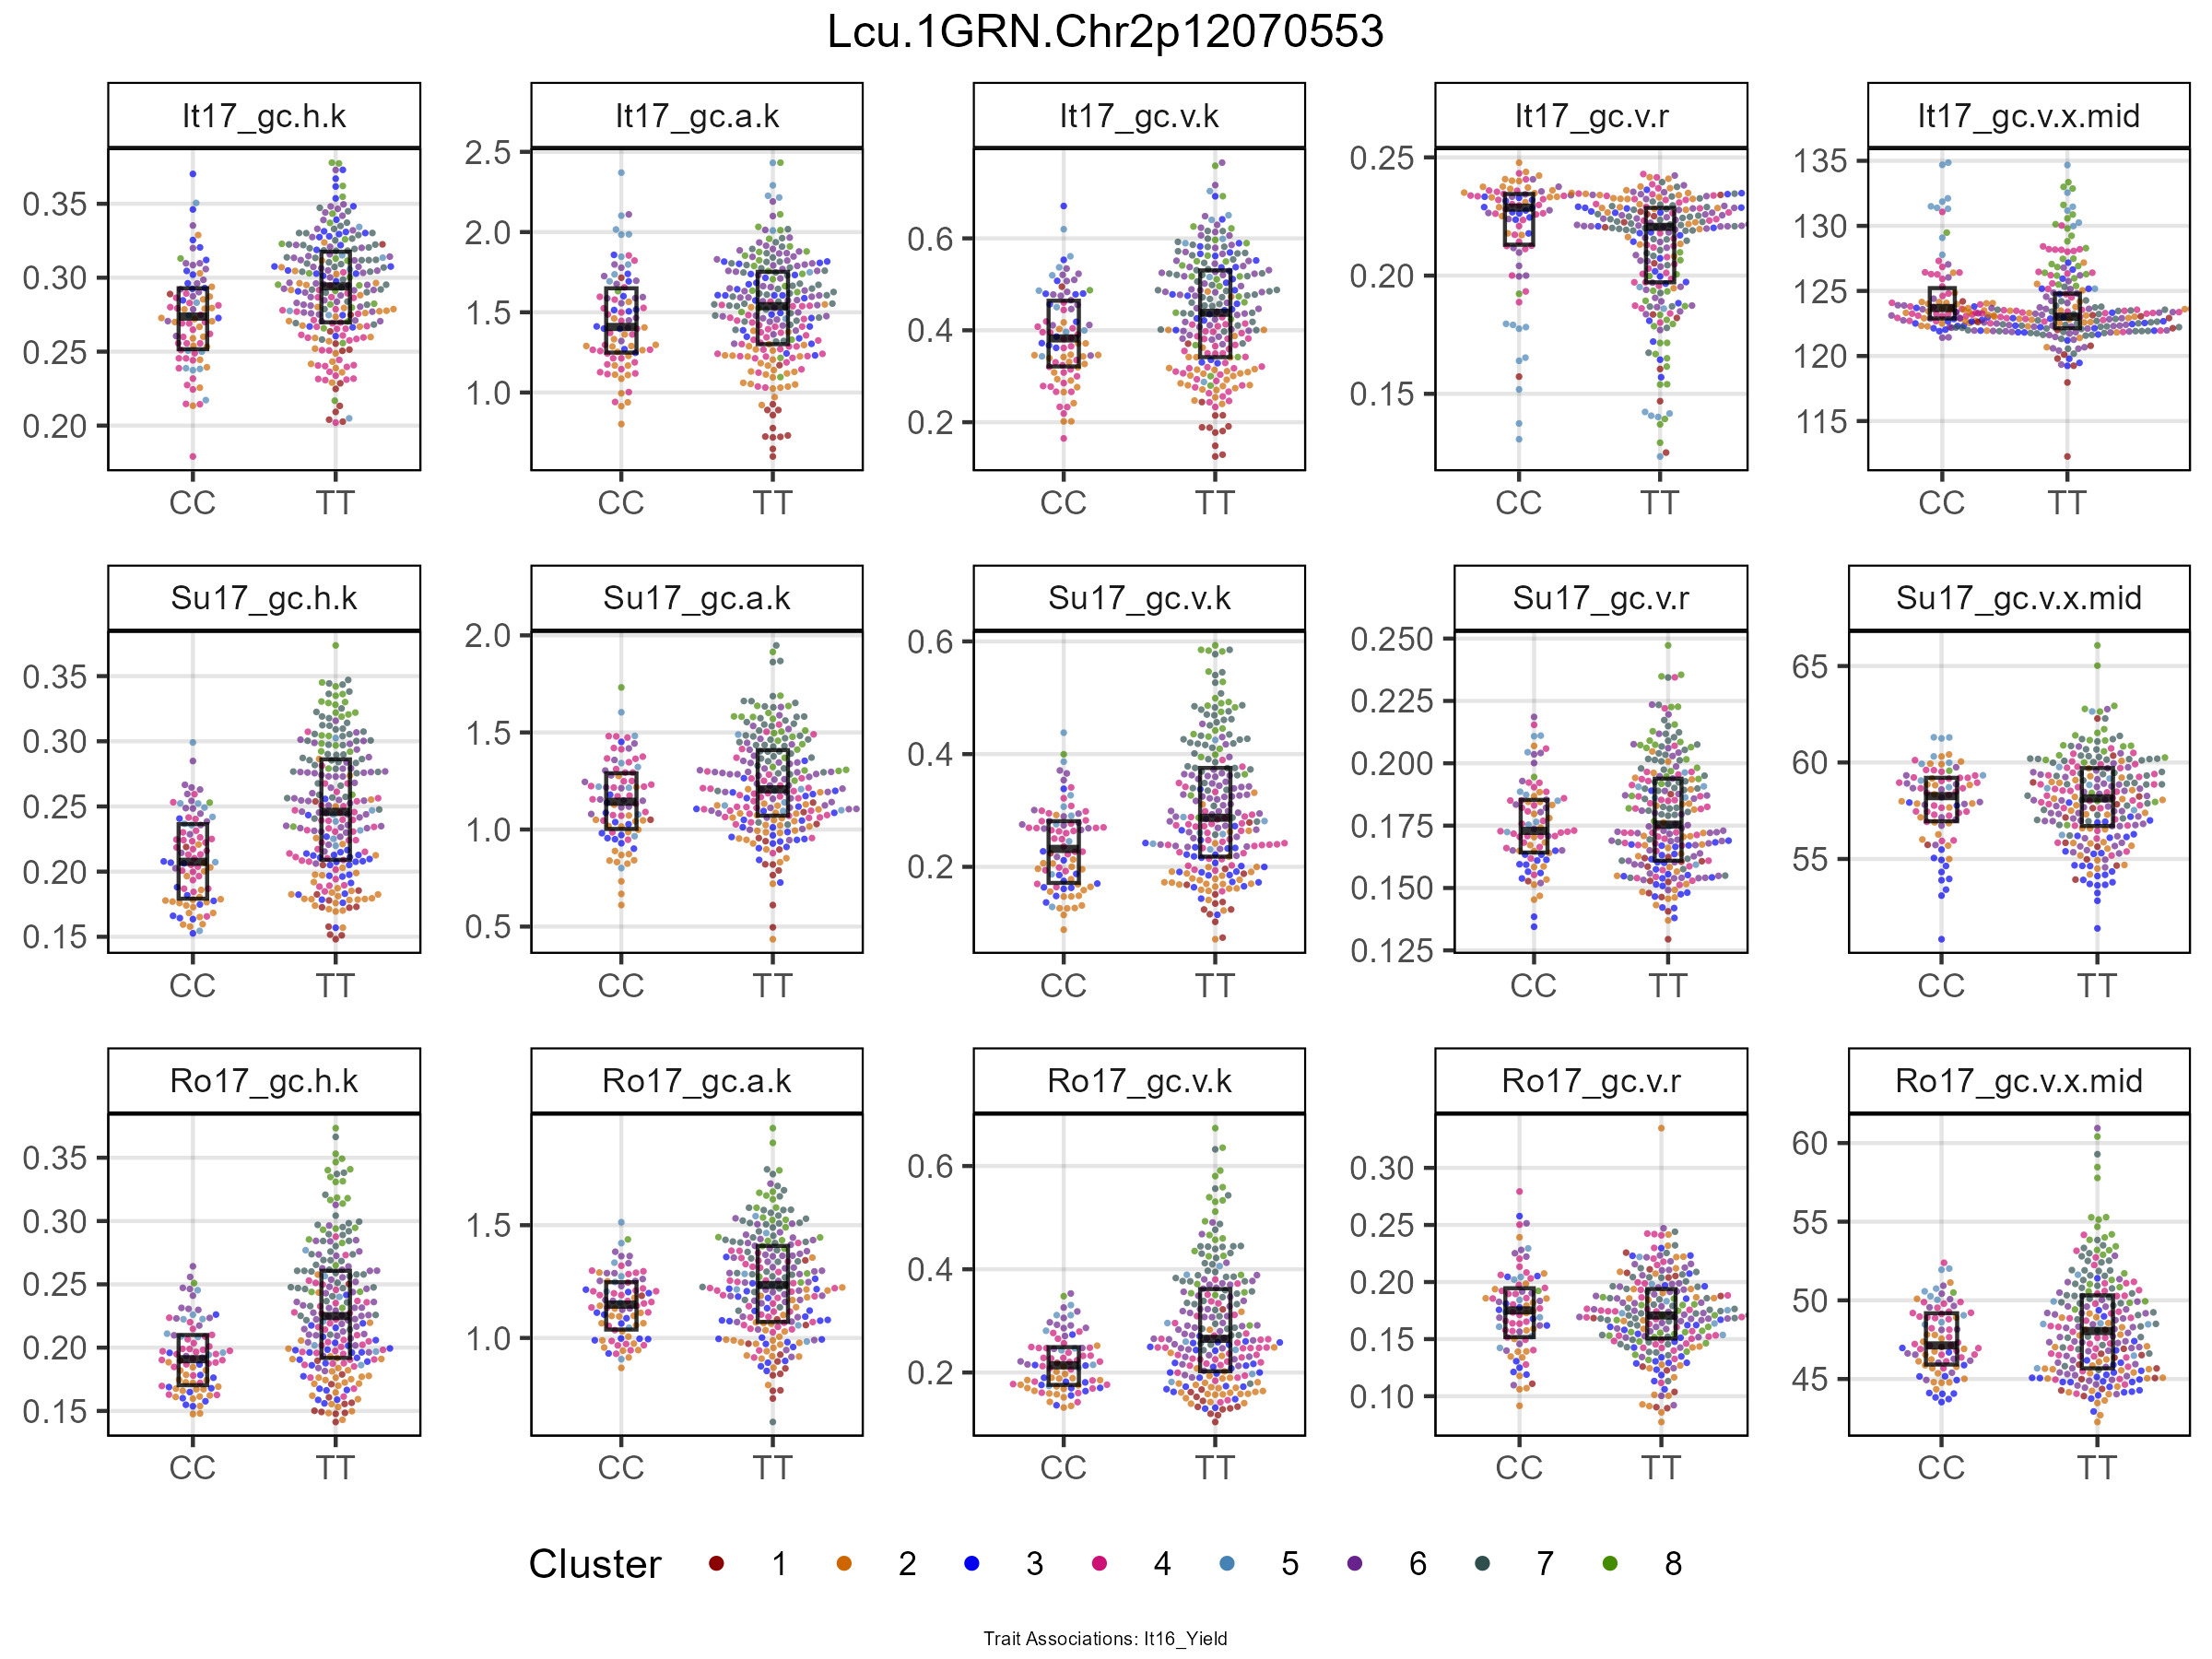 Lcu.1GRN.Chr2p12070553
It17_gc.h.k
It17_gc.a.k
It17_gc.v.k
It17_gc.v.r
It17_gc.v.x.mid
0.35
0.30
0.25
0.20
2.5
2.0
1.5
1.0
0.6
0.4
0.2
0.25
0.20
0.15
135
130
125
120
115
CC TT
CC TT
CC TT
CC TT
CC TT
Su17_gc.h.k
Su17_gc.a.k
Su17_gc.v.k
Su17_gc.v.r
Su17_gc.v.x.mid
0.35
0.30
0.25
0.20
0.15
2.0
1.5
1.0
0.5
0.6
0.4
0.2
0.250
0.225
0.200
0.175
0.150
0.125
65
60
55
CC TT
CC TT
CC TT
CC TT
CC TT
Ro17_gc.h.k
Ro17_gc.a.k
Ro17_gc.v.k
Ro17_gc.v.r
Ro17_gc.v.x.mid
0.35
0.30
0.25
0.20
0.15
1.5
1.0
0.6
0.4
0.2
0.30
0.25
0.20
0.15
0.10
60
55
50
45
CC TT
CC TT
CC TT
CC TT
CC TT
Cluster 1 2 3 4 5 6 7 8
Trait Associations: It16_Yield